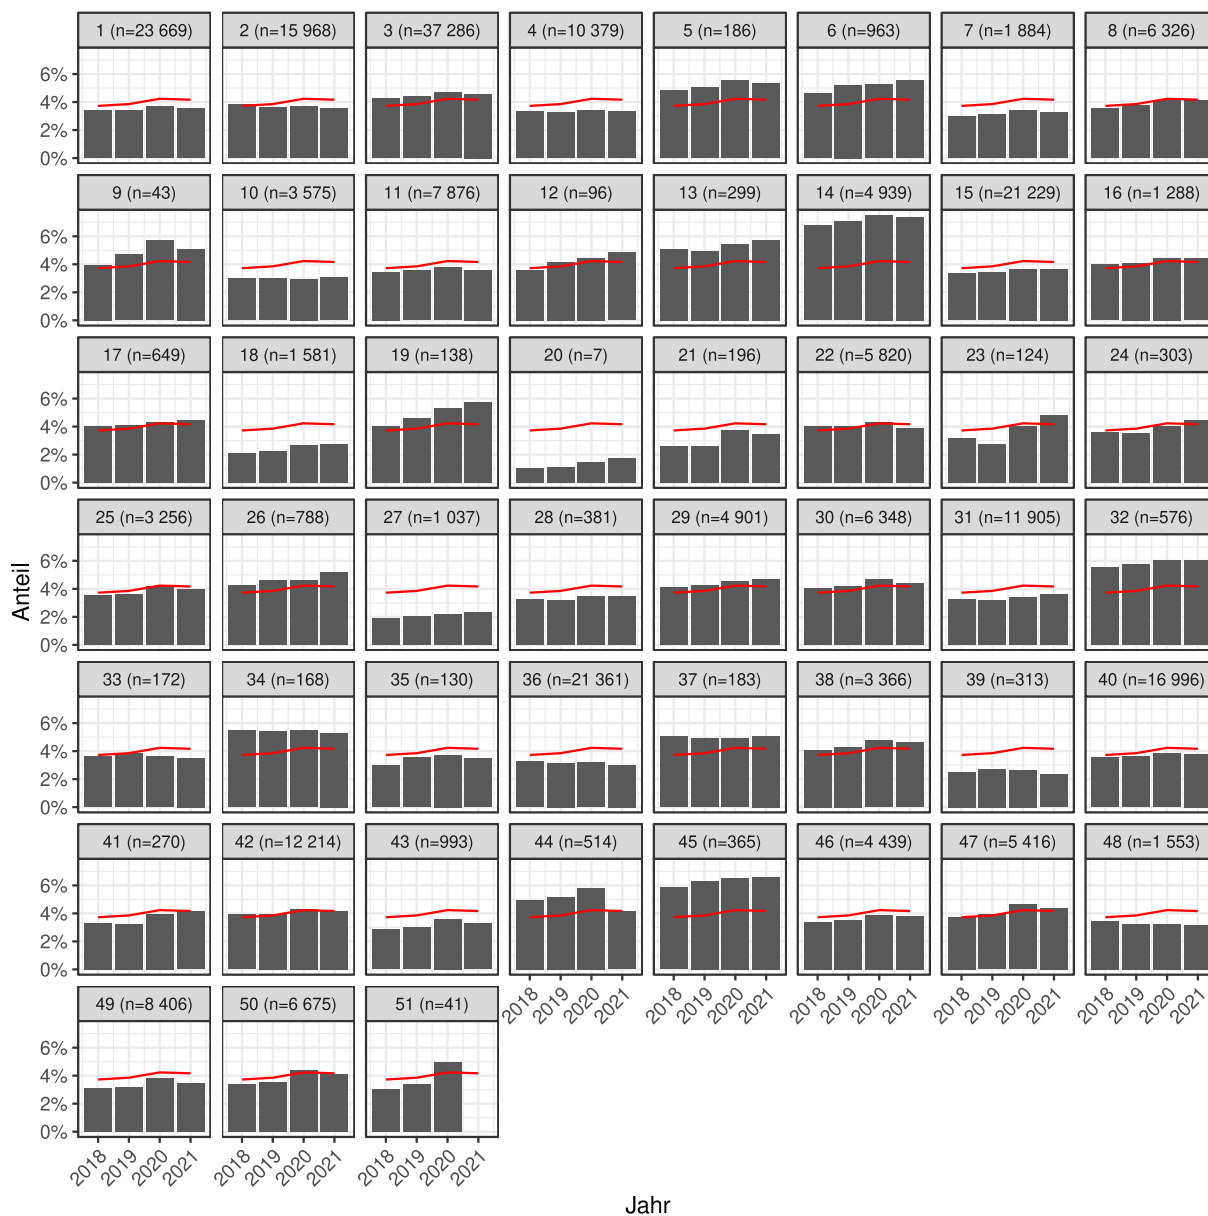 1 (n=23 669) 2 (n=15 968) 3 (n=37 286) 4 (n=10 379) 5 (n=186) 6 (n=963) 7 (n=1 884) 8 (n=6 326)
6%
4%
2%
0%
9 (n=43) 10 (n=3 575) 11 (n=7 876) 12 (n=96) 13 (n=299) 14 (n=4 939) 15 (n=21 229) 16 (n=1 288)
6%
4%
2%
0%
17 (n=649) 18 (n=1 581) 19 (n=138) 20 (n=7) 21 (n=196) 22 (n=5 820) 23 (n=124) 24 (n=303)
6%
4%
2%
0%
25 (n=3 256) 26 (n=788) 27 (n=1 037) 28 (n=381) 29 (n=4 901) 30 (n=6 348) 31 (n=11 905) 32 (n=576)
6%
4%
2%
0%
Anteil
33 (n=172) 34 (n=168) 35 (n=130) 36 (n=21 361) 37 (n=183) 38 (n=3 366) 39 (n=313) 40 (n=16 996)
6%
4%
2%
0%
41 (n=270) 42 (n=12 214) 43 (n=993) 44 (n=514) 45 (n=365) 46 (n=4 439) 47 (n=5 416) 48 (n=1 553)
6%
4%
2%
0%
2018 2019 2020 2021 2018 2019 2020 2021 2018 2019 2020 2021 2018 2019 2020 2021 2018 2019 2020 2021
49 (n=8 406) 50 (n=6 675) 51 (n=41)
6%
4%
2%
0%
2018 2019 2020 2021 2018 2019 2020 2021 2018 2019 2020 2021
Jahr